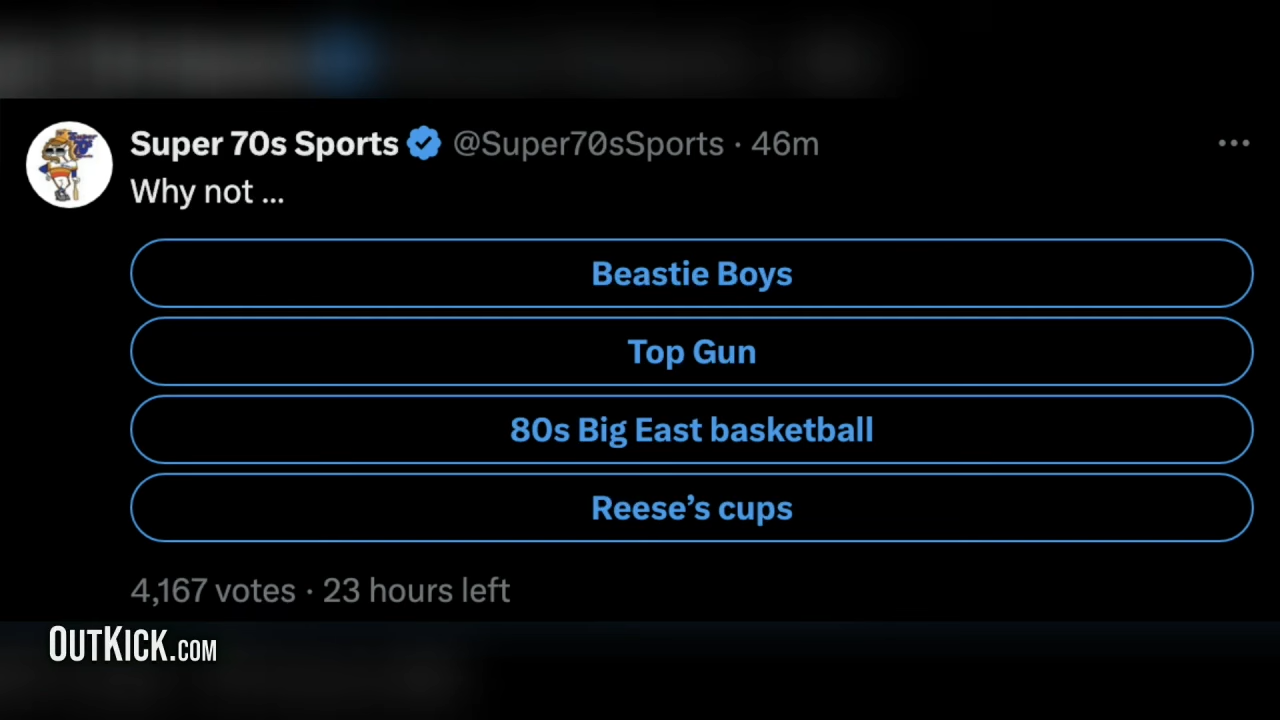 Super 70s Sports @Super70sSports · 46m
Why not ...
Beastie Boys
Top Gun
80s Big East basketball
Reese’s cups
4,167 votes · 23 hours left
OUTKICK.COM